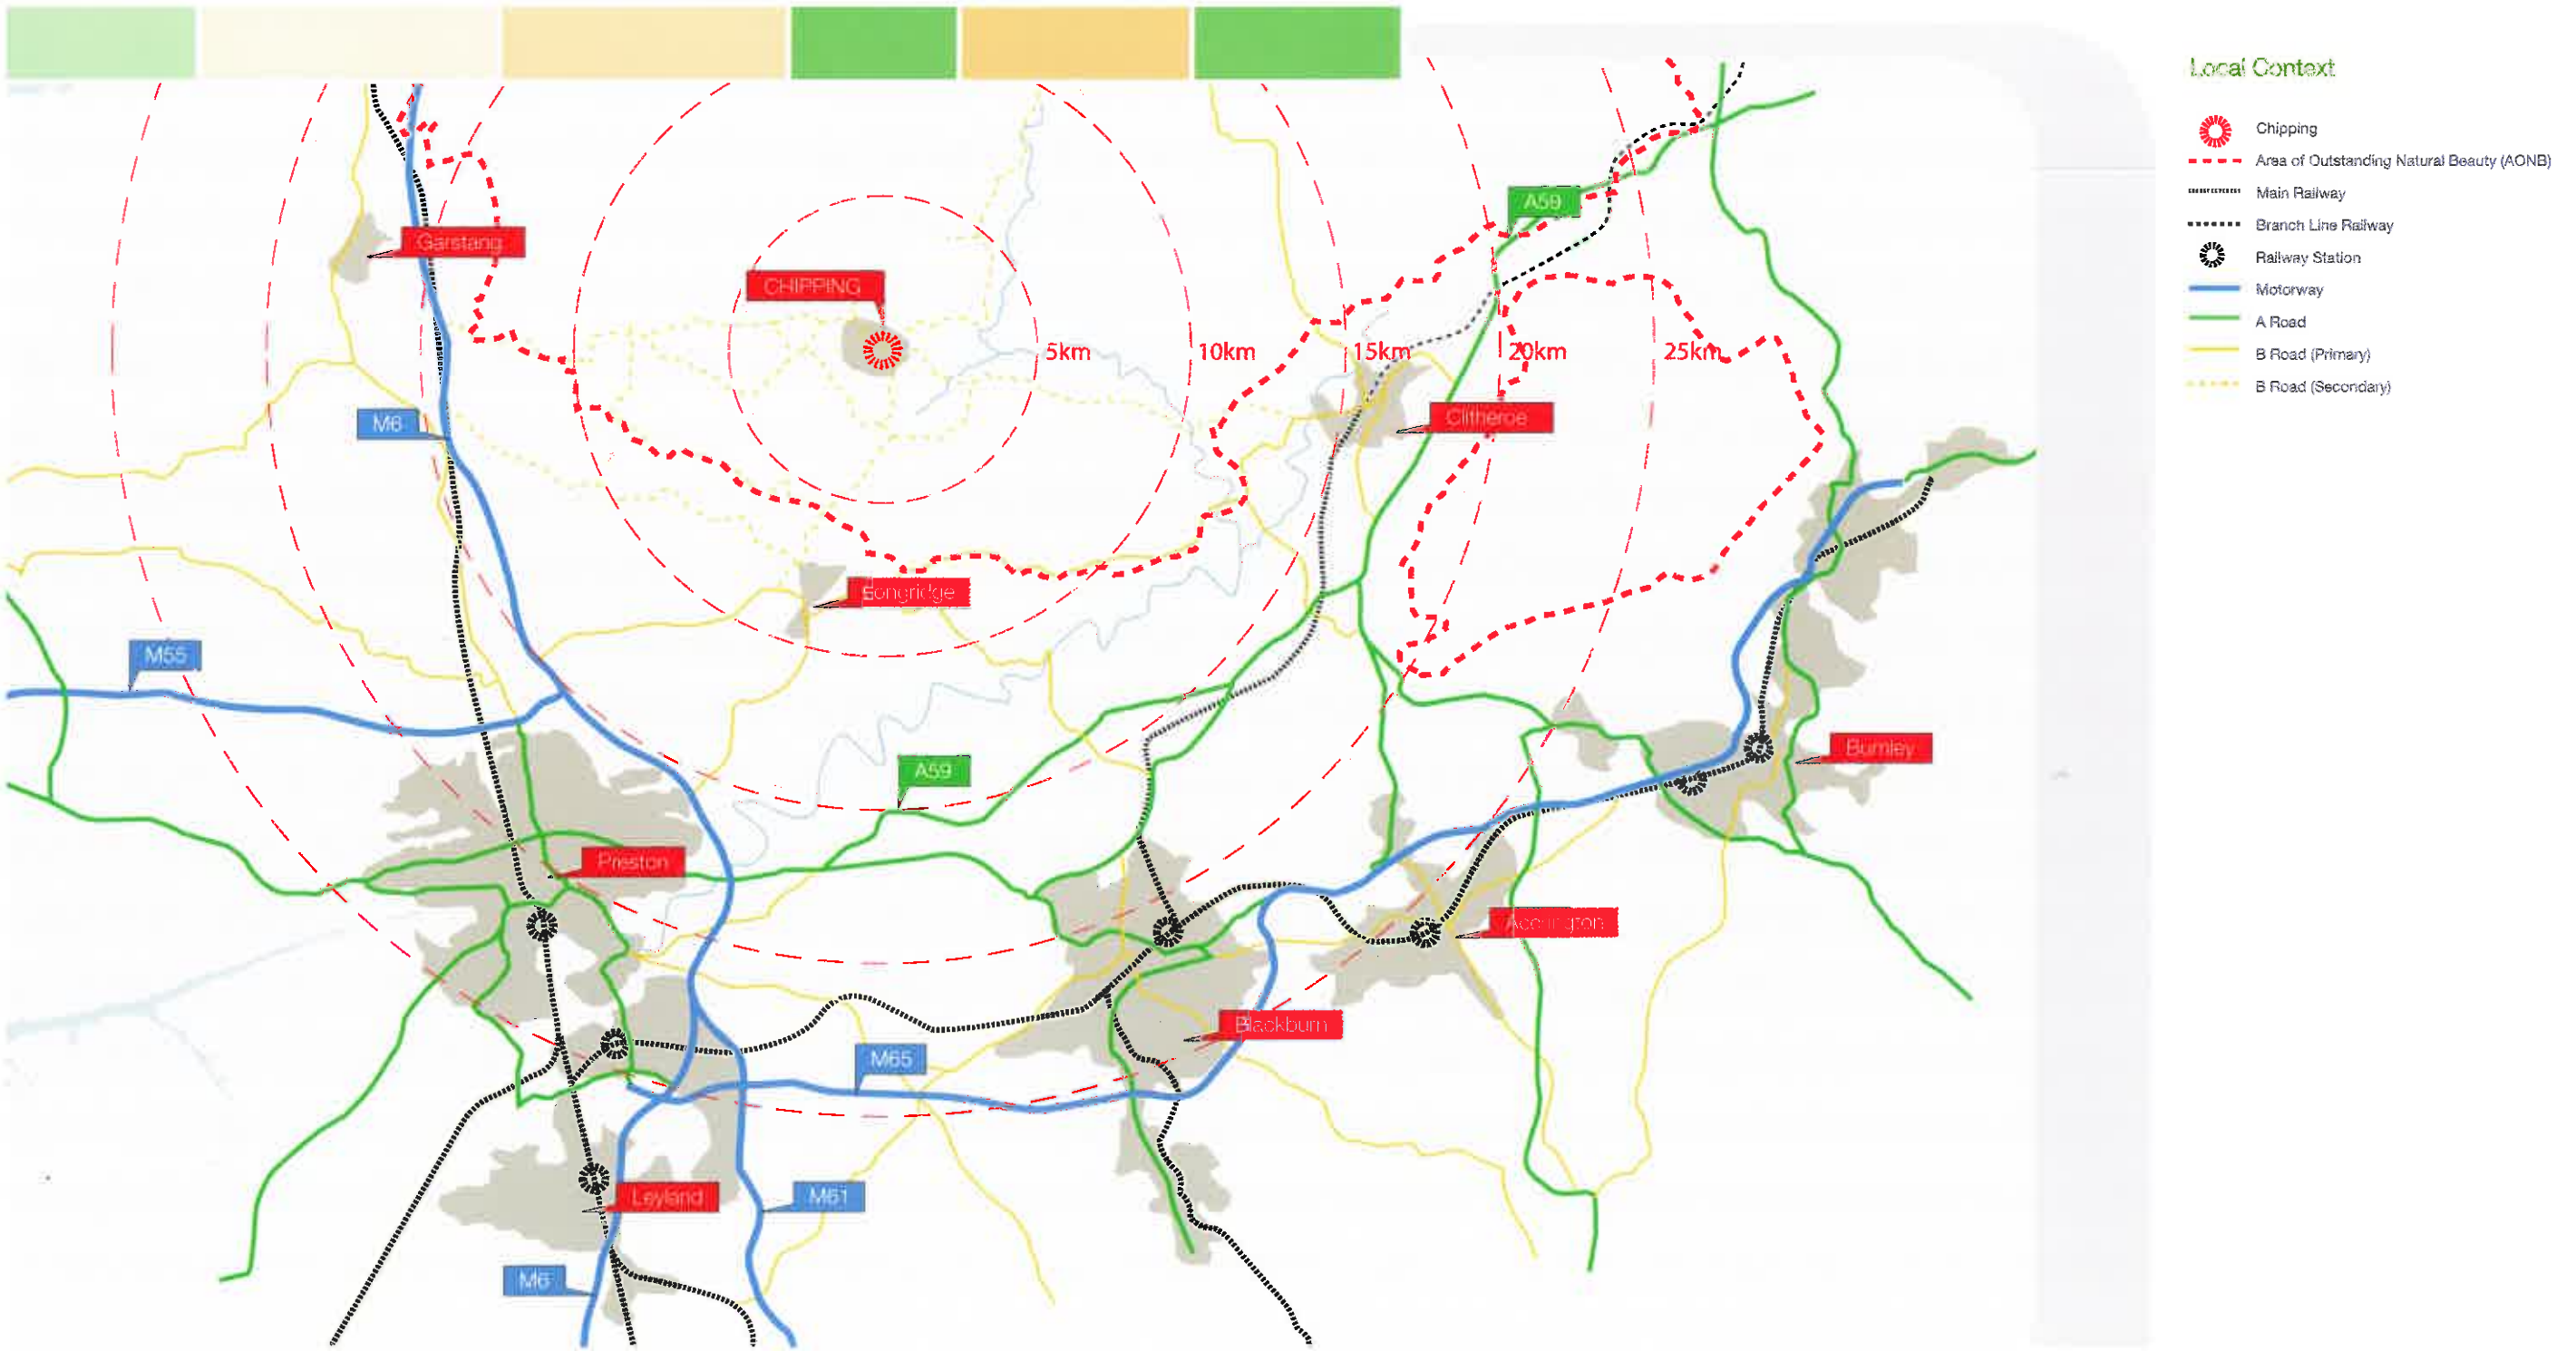 Local Context
Chipping
Area of Outstanding Natural Beauty (AONB)
Main Railway
Branch Line Railway
Railway Station
Motorway
A Road
B Road (Primary)
B Road (Secondary)
A59
Garstang
CHIPPING
5km
10km
15km
20km
25km
M6
Clitheroe
Longridge
M55
Burnley
A59
Preston
Accrington
Blackburn
M65
Leyland
M61
M6